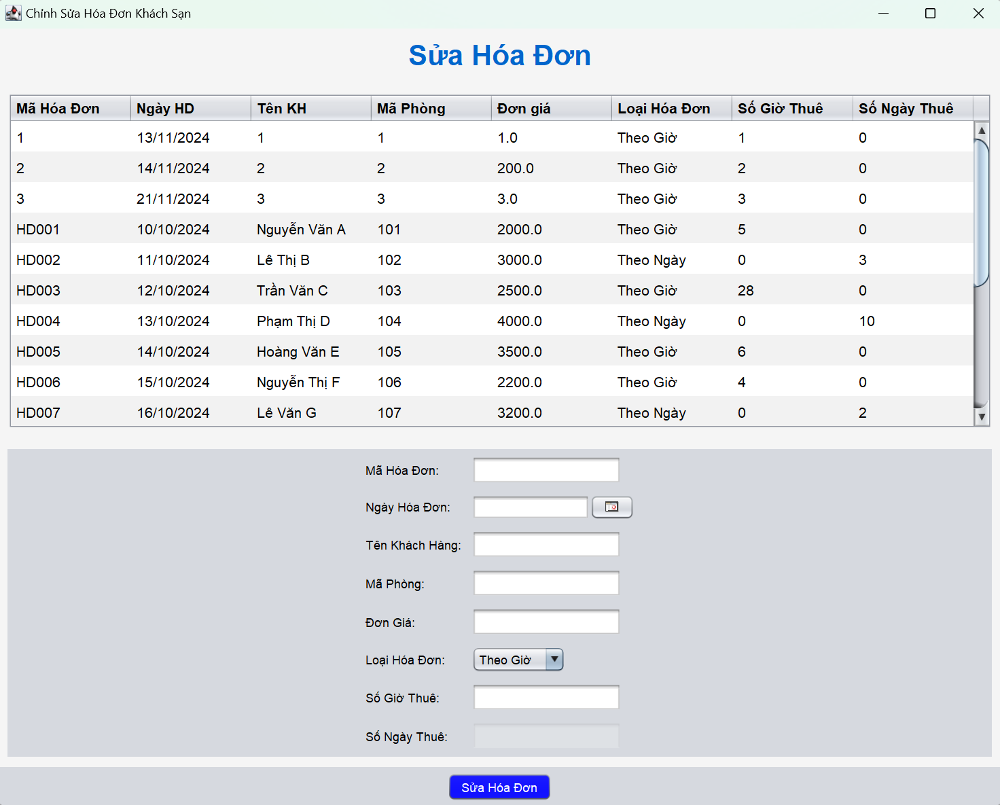 Chỉnh Sửa Hóa Đơn Khách Sạn
Sửa Hóa Đơn
Mã Hóa Đơn Ngày HD Tên KH Mã Phòng Đơn giá Loại Hóa Đơn Số Giờ Thuê Số Ngày Thuê
1 13/11/2024 1 1 1.0 Theo Giờ 1 0
2 14/11/2024 2 2 200.0 Theo Giờ 2 0
3 21/11/2024 3 3 3.0 Theo Giờ 3 0
HD001 10/10/2024 Nguyễn Văn A 101 2000.0 Theo Giờ 5 0
HD002 11/10/2024 Lê Thị B 102 3000.0 Theo Ngày 0 3
HD003 12/10/2024 Trần Văn C 103 2500.0 Theo Giờ 28 0
HD004 13/10/2024 Phạm Thị D 104 4000.0 Theo Ngày 0 10
HD005 14/10/2024 Hoàng Văn E 105 3500.0 Theo Giờ 6 0
HD006 15/10/2024 Nguyễn Thị F 106 2200.0 Theo Giờ 4 0
HD007 16/10/2024 Lê Văn G 107 3200.0 Theo Ngày 0 2
Mã Hóa Đơn:
Ngày Hóa Đơn:
Tên Khách Hàng:
Mã Phòng:
Đơn Giá:
Loại Hóa Đơn: Theo Giờ
Số Giờ Thuê:
Số Ngày Thuê:
Sửa Hóa Đơn